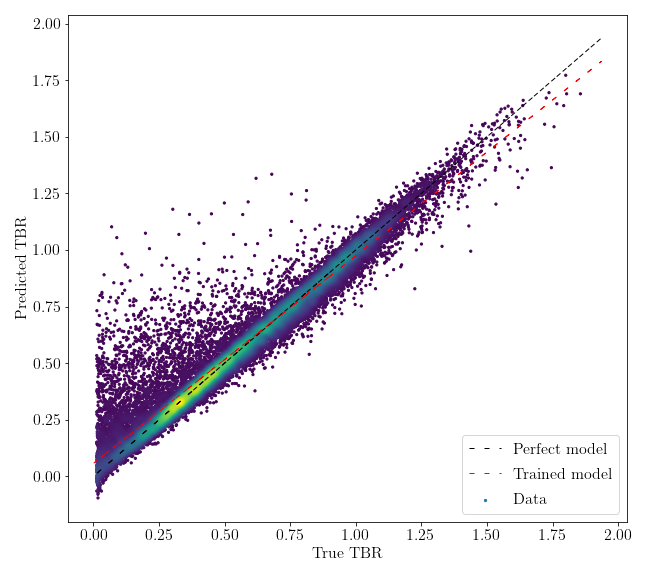 2.00
1.75
1.50
1.25
1.00
0.75
0.50
0.25
0.00
Predicted TBR
Perfect model
Trained model
Data
0.00 0.25 0.50 0.75 1.00 1.25 1.50 1.75 2.00
True TBR